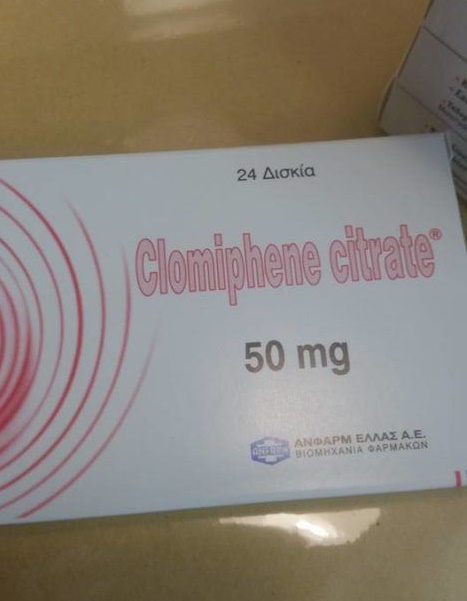 24 Δισκία
Clomiphene citrate®
50 mg
ΑΝΦΑΡΜ ΕΛΛΑΣ Α.Ε.
ΒΙΟΜΗΧΑΝΙΑ ΦΑΡΜΑΚΩΝ